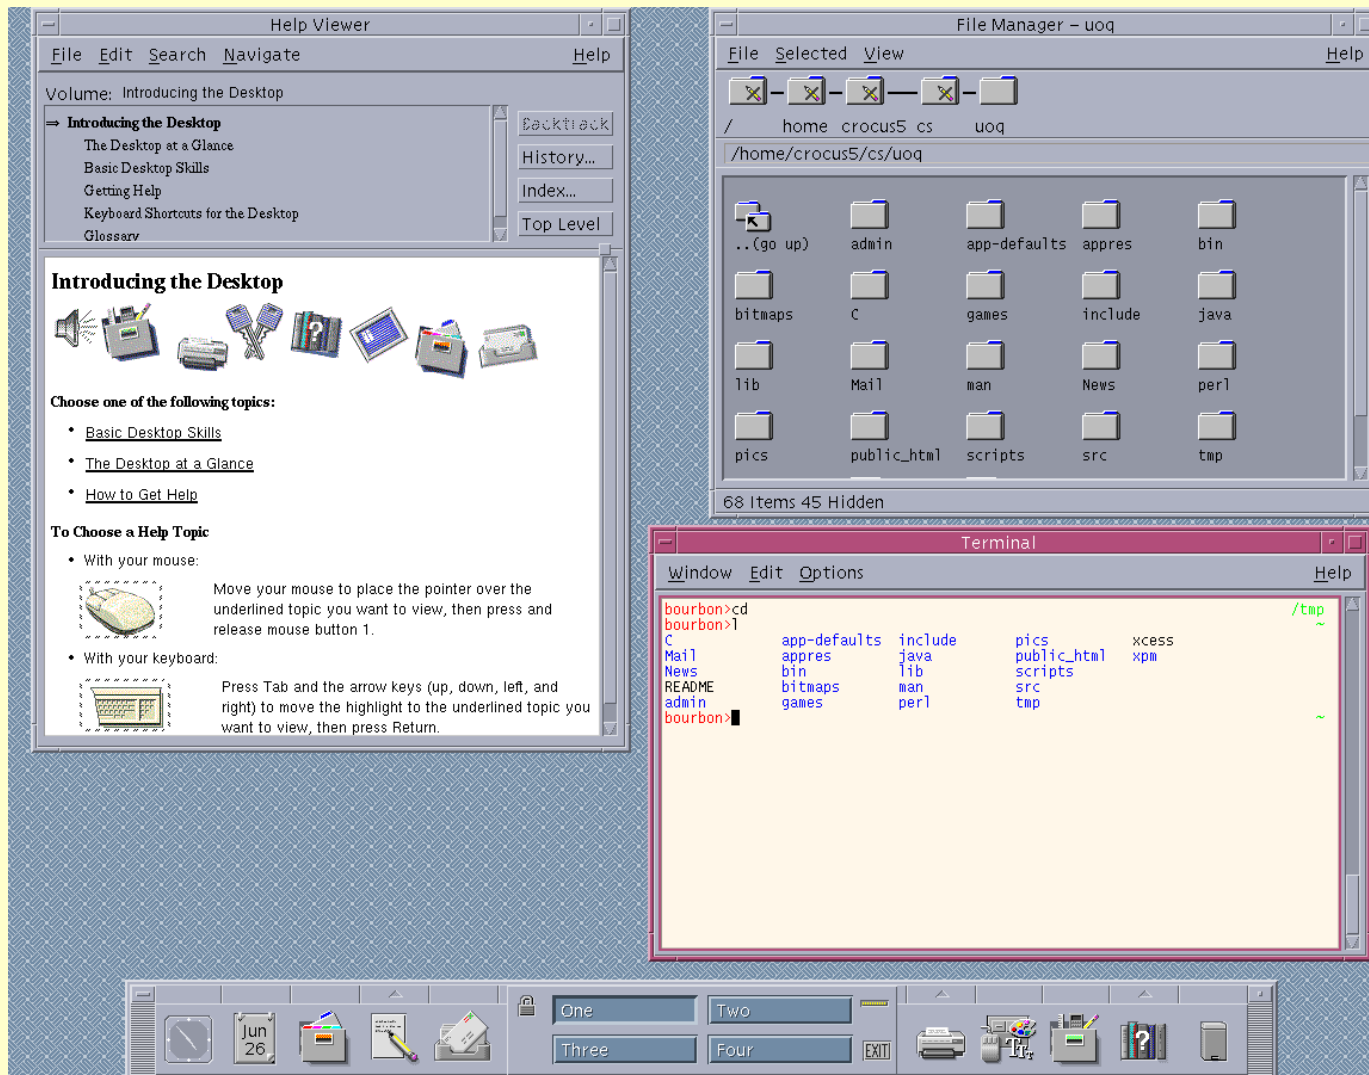 Help Viewer
File Edit Search Navigate Help
Volume: Introducing the Desktop
⇒ Introducing the Desktop
The Desktop at a Glance
Basic Desktop Skills
Getting Help
Keyboard Shortcuts for the Desktop
Glossary
Backtrack
History...
Index...
Top Level
Introducing the Desktop
Choose one of the following topics:
• Basic Desktop Skills
• The Desktop at a Glance
• How to Get Help
To Choose a Help Topic
• With your mouse:
Move your mouse to place the pointer over the
underlined topic you want to view, then press and
release mouse button 1.
• With your keyboard:
Press Tab and the arrow keys (up, down, left, and
right) to move the highlight to the underlined topic you
want to view, then press Return.
File Manager – uoq
File Selected View Help
/ home crocus5 cs uoq
/home/crocus5/cs/uoq
..(go up) admin app-defaults appres bin
bitmaps C games include java
lib Mail man News perl
pics public_html scripts src tmp
68 Items 45 Hidden
Terminal
Window Edit Options Help
bourbon>cd /tmp
bourbon>l ~
C app-defaults include pics xcess
Mail appres java public_html xpm
News bin lib scripts
README bitmaps man src
admin games perl tmp
bourbon> ~
Jun
26
One Two
Three Four
EXIT